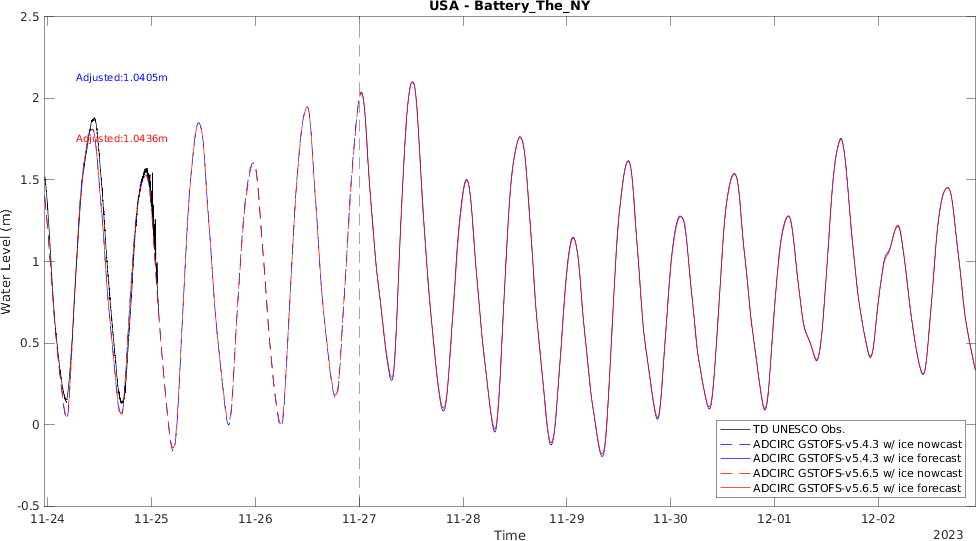 USA - Battery_The_NY
2.5
Adjusted:1.0405m
2
Adjusted:1.0436m
1.5
1
0.5
0
-0.5
Water Level (m)
TD UNESCO Obs.
ADCIRC GSTOFS-v5.4.3 w/ ice nowcast
ADCIRC GSTOFS-v5.4.3 w/ ice forecast
ADCIRC GSTOFS-v5.6.5 w/ ice nowcast
ADCIRC GSTOFS-v5.6.5 w/ ice forecast
11-24 11-25 11-26 11-27 11-28 11-29 11-30 12-01 12-02
Time
2023